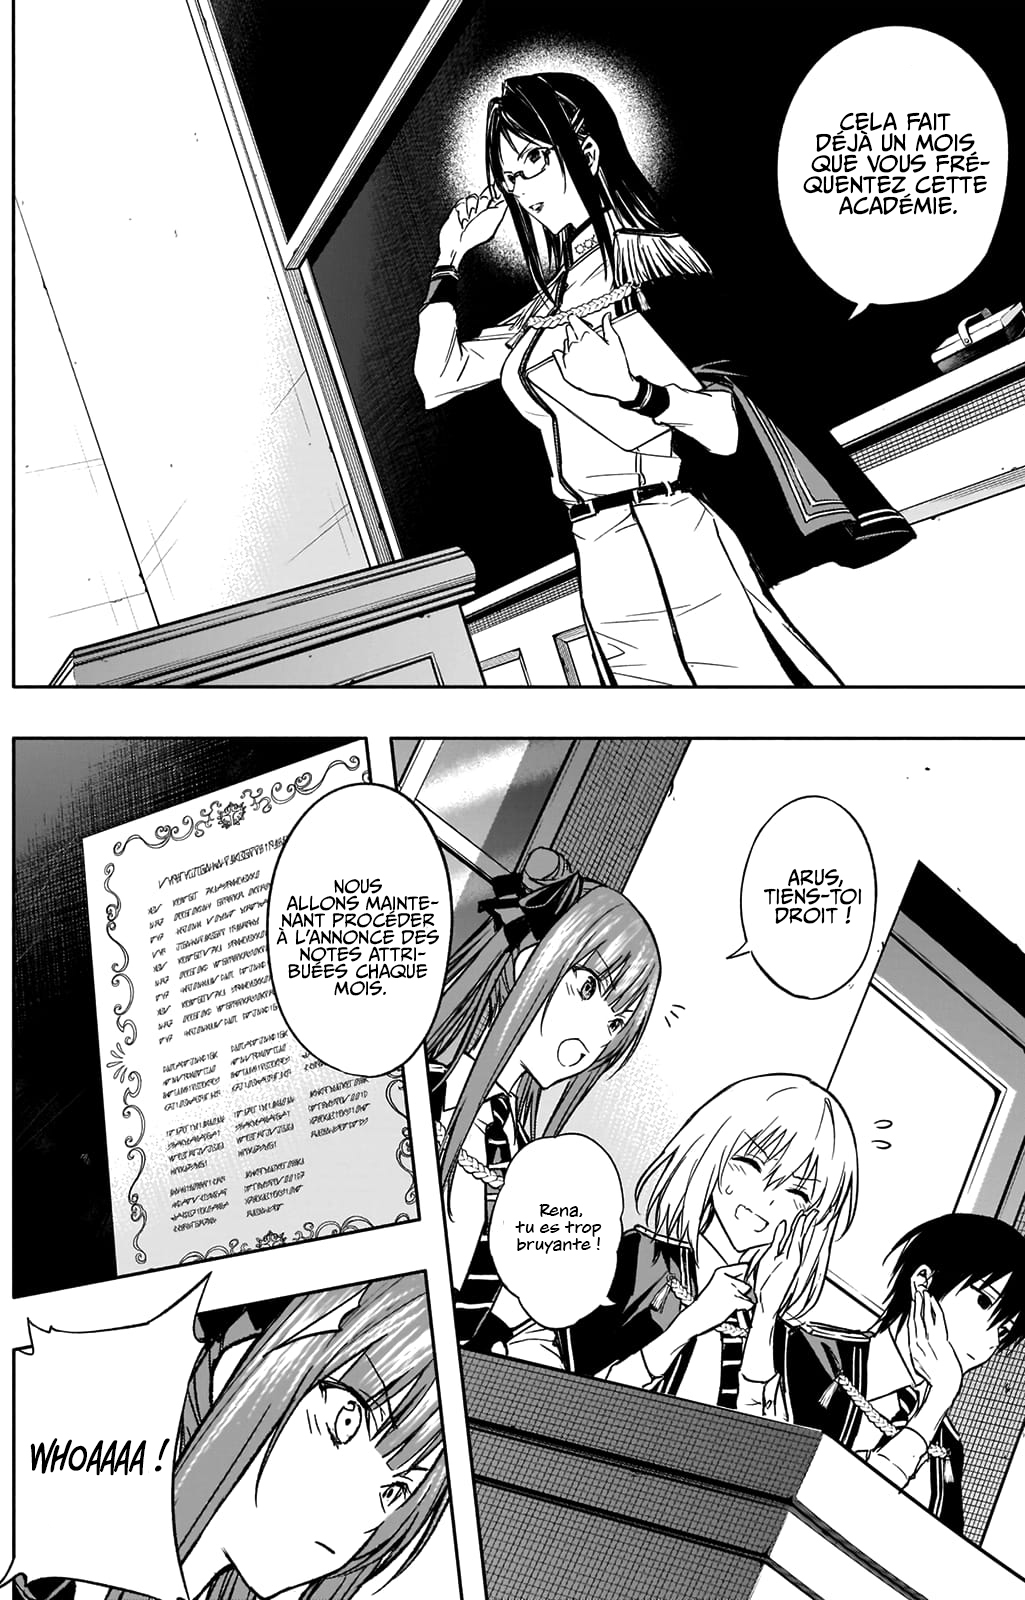 CELA FAIT
DÉJÀ UN MOIS
QUE VOUS FRÉ-
QUENTEZ CETTE
ACADÉMIE.
NOUS
ALLONS MAINTE-
NANT PROCÉDER
À L'ANNONCE DES
NOTES ATTRI-
BUÉES CHAQUE
MOIS.
ARUS,
TIENS-TOI
DROIT !
Rena,
tu es trop
bruyante !
WHOAAAA !